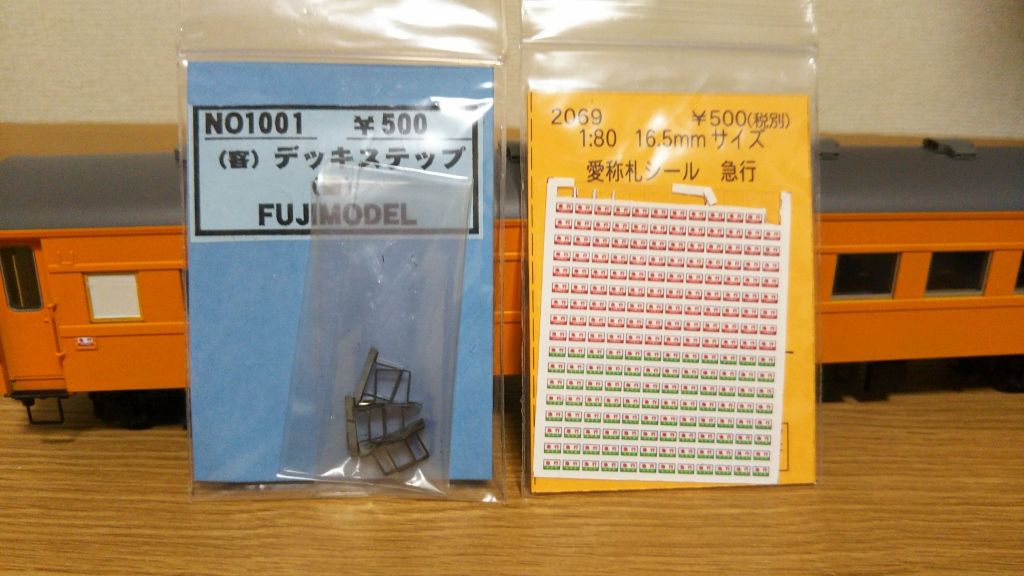 NO1001 ¥500
(客)デッキステップ
FUJIMODEL
2069 ¥500(税別)
1:80 16.5mmサイズ
愛称札シール 急行